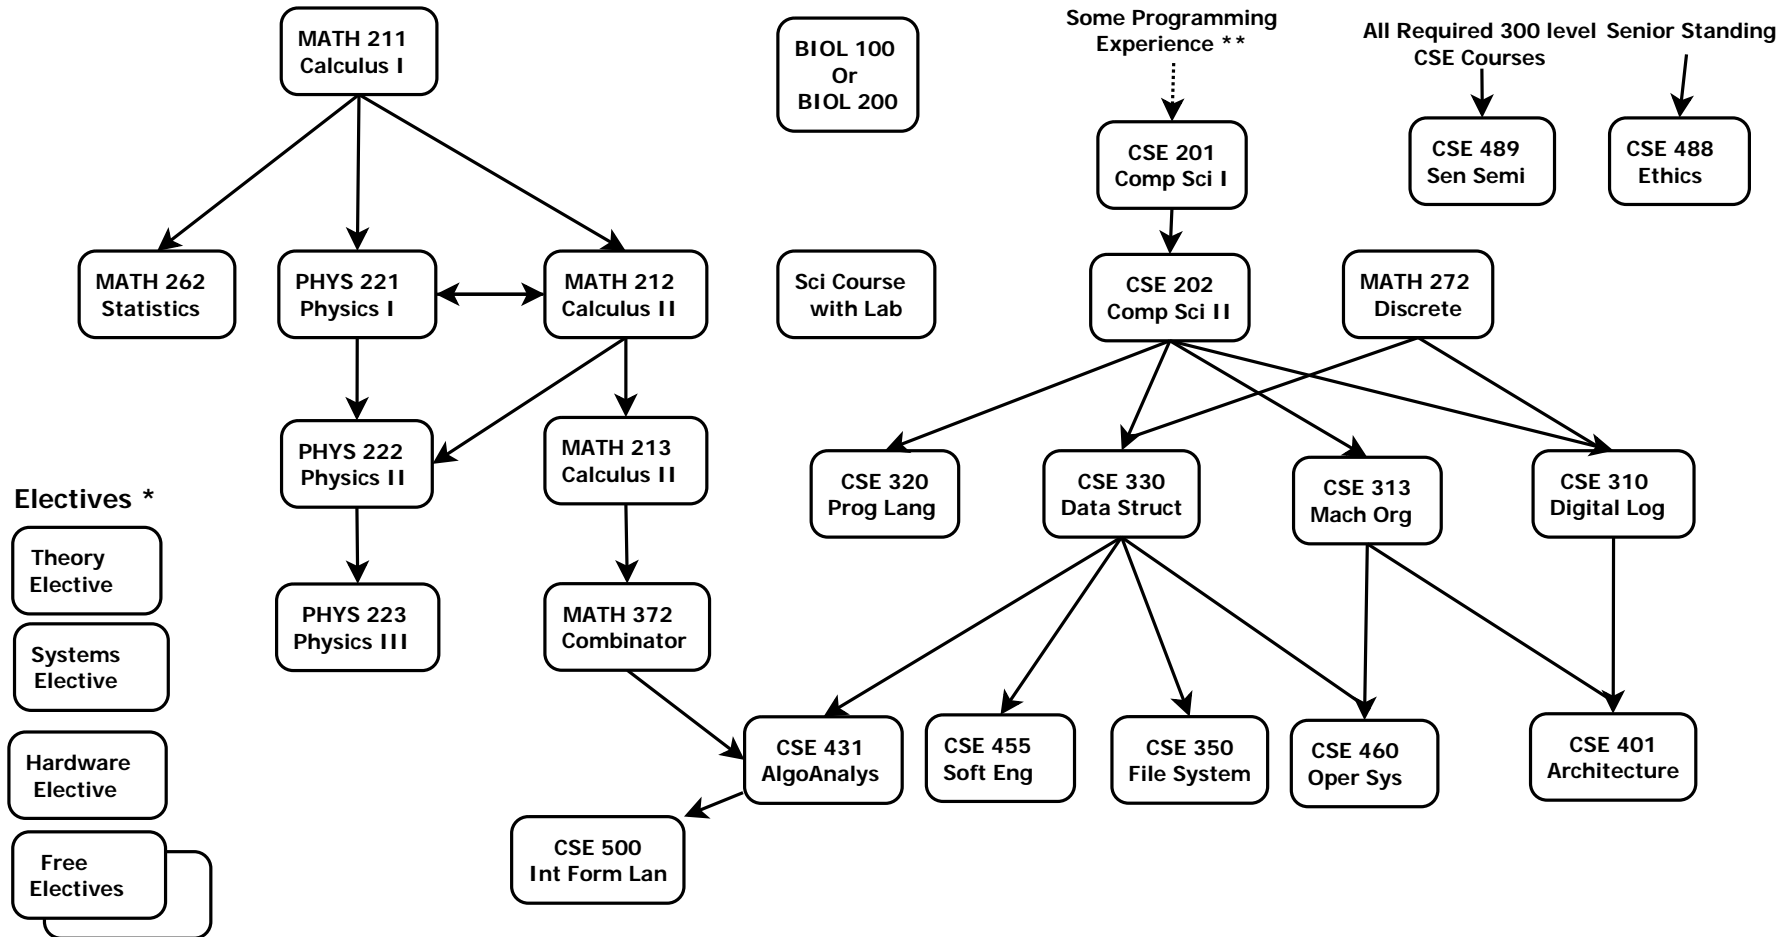 MATH 211
Calculus I
BIOL 100
Or
BIOL 200
Some Programming
Experience **
All Required 300 level
CSE Courses
Senior Standing
CSE 201
Comp Sci I
CSE 489
Sen Semi
CSE 488
Ethics
MATH 262
Statistics
PHYS 221
Physics I
MATH 212
Calculus II
Sci Course
with Lab
CSE 202
Comp Sci II
MATH 272
Discrete
PHYS 222
Physics II
MATH 213
Calculus II
CSE 320
Prog Lang
CSE 330
Data Struct
CSE 313
Mach Org
CSE 310
Digital Log
Electives *
Theory
Elective
Systems
Elective
Hardware
Elective
Free
Electives
PHYS 223
Physics III
MATH 372
Combinator
CSE 431
AlgoAnalys
CSE 455
Soft Eng
CSE 350
File System
CSE 460
Oper Sys
CSE 401
Architecture
CSE 500
Int Form Lan